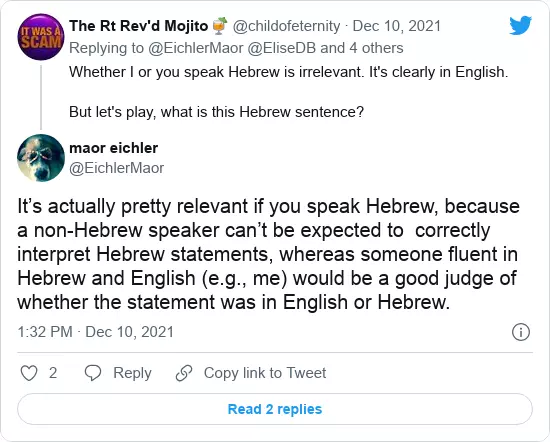 IT WAS A
SCAM
The Rt Rev'd Mojito🍹 @childofeternity · Dec 10, 2021
Replying to @EichlerMaor @EliseDB and 4 others
Whether I or you speak Hebrew is irrelevant. It's clearly in English.
But let's play, what is this Hebrew sentence?
maor eichler
@EichlerMaor
It's actually pretty relevant if you speak Hebrew, because
a non-Hebrew speaker can't be expected to  correctly
interpret Hebrew statements, whereas someone fluent in
Hebrew and English (e.g., me) would be a good judge of
whether the statement was in English or Hebrew.
1:32 PM · Dec 10, 2021
2 Reply Copy link to Tweet
Read 2 replies